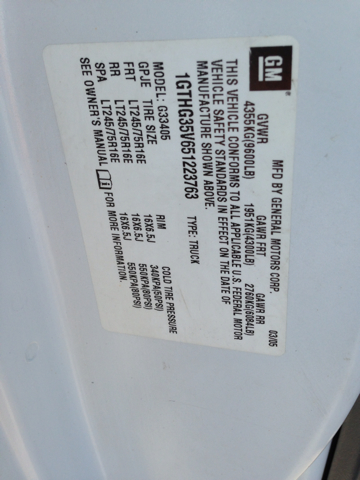 GM
MFD BY GENERAL MOTORS CORP. 03/05
GVWR GAWR FRT GAWR RR
4355KG(9600LB) 1951KG(4300LB) 2760KG(6084LB)
THIS VEHICLE CONFORMS TO ALL APPLICABLE U.S. FEDERAL MOTOR
VEHICLE SAFETY STANDARDS IN EFFECT ON THE DATE OF
MANUFACTURE SHOWN ABOVE.
1GTHG35V651223763 TYPE: TRUCK
MODEL: G33405
GPJE TIRE SIZE RIM COLD TIRE PRESSURE
FRT LT245/75R16E 16X6.5J 340KPA(50PSI)
RR LT245/75R16E 16X6.5J 550KPA(80PSI)
LT245/75R16E 16X6.5J 550KPA(80PSI)
SEE OWNER'S MANUAL FOR MORE INFORMATION